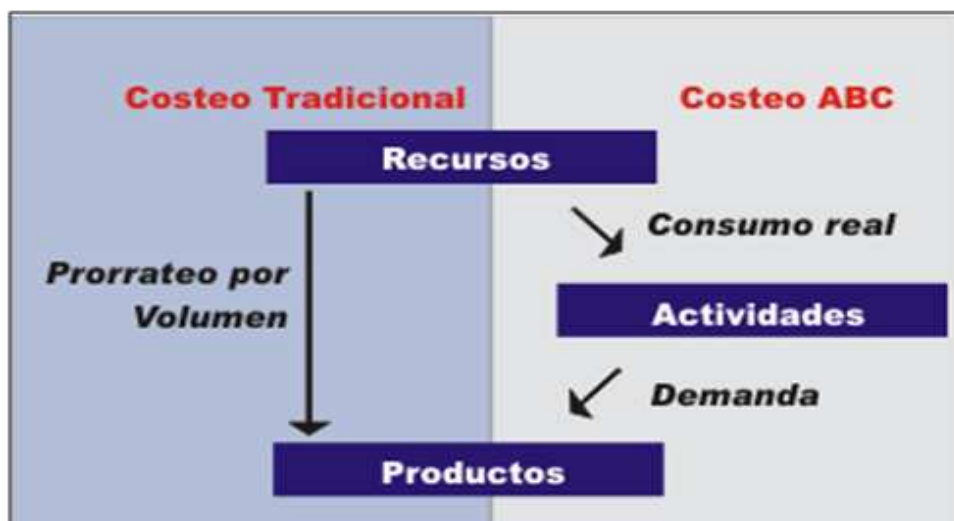 Costeo Tradicional
Costeo ABC
Recursos
Consumo real
Prorrateo por
Volumen
Actividades
Demanda
Productos